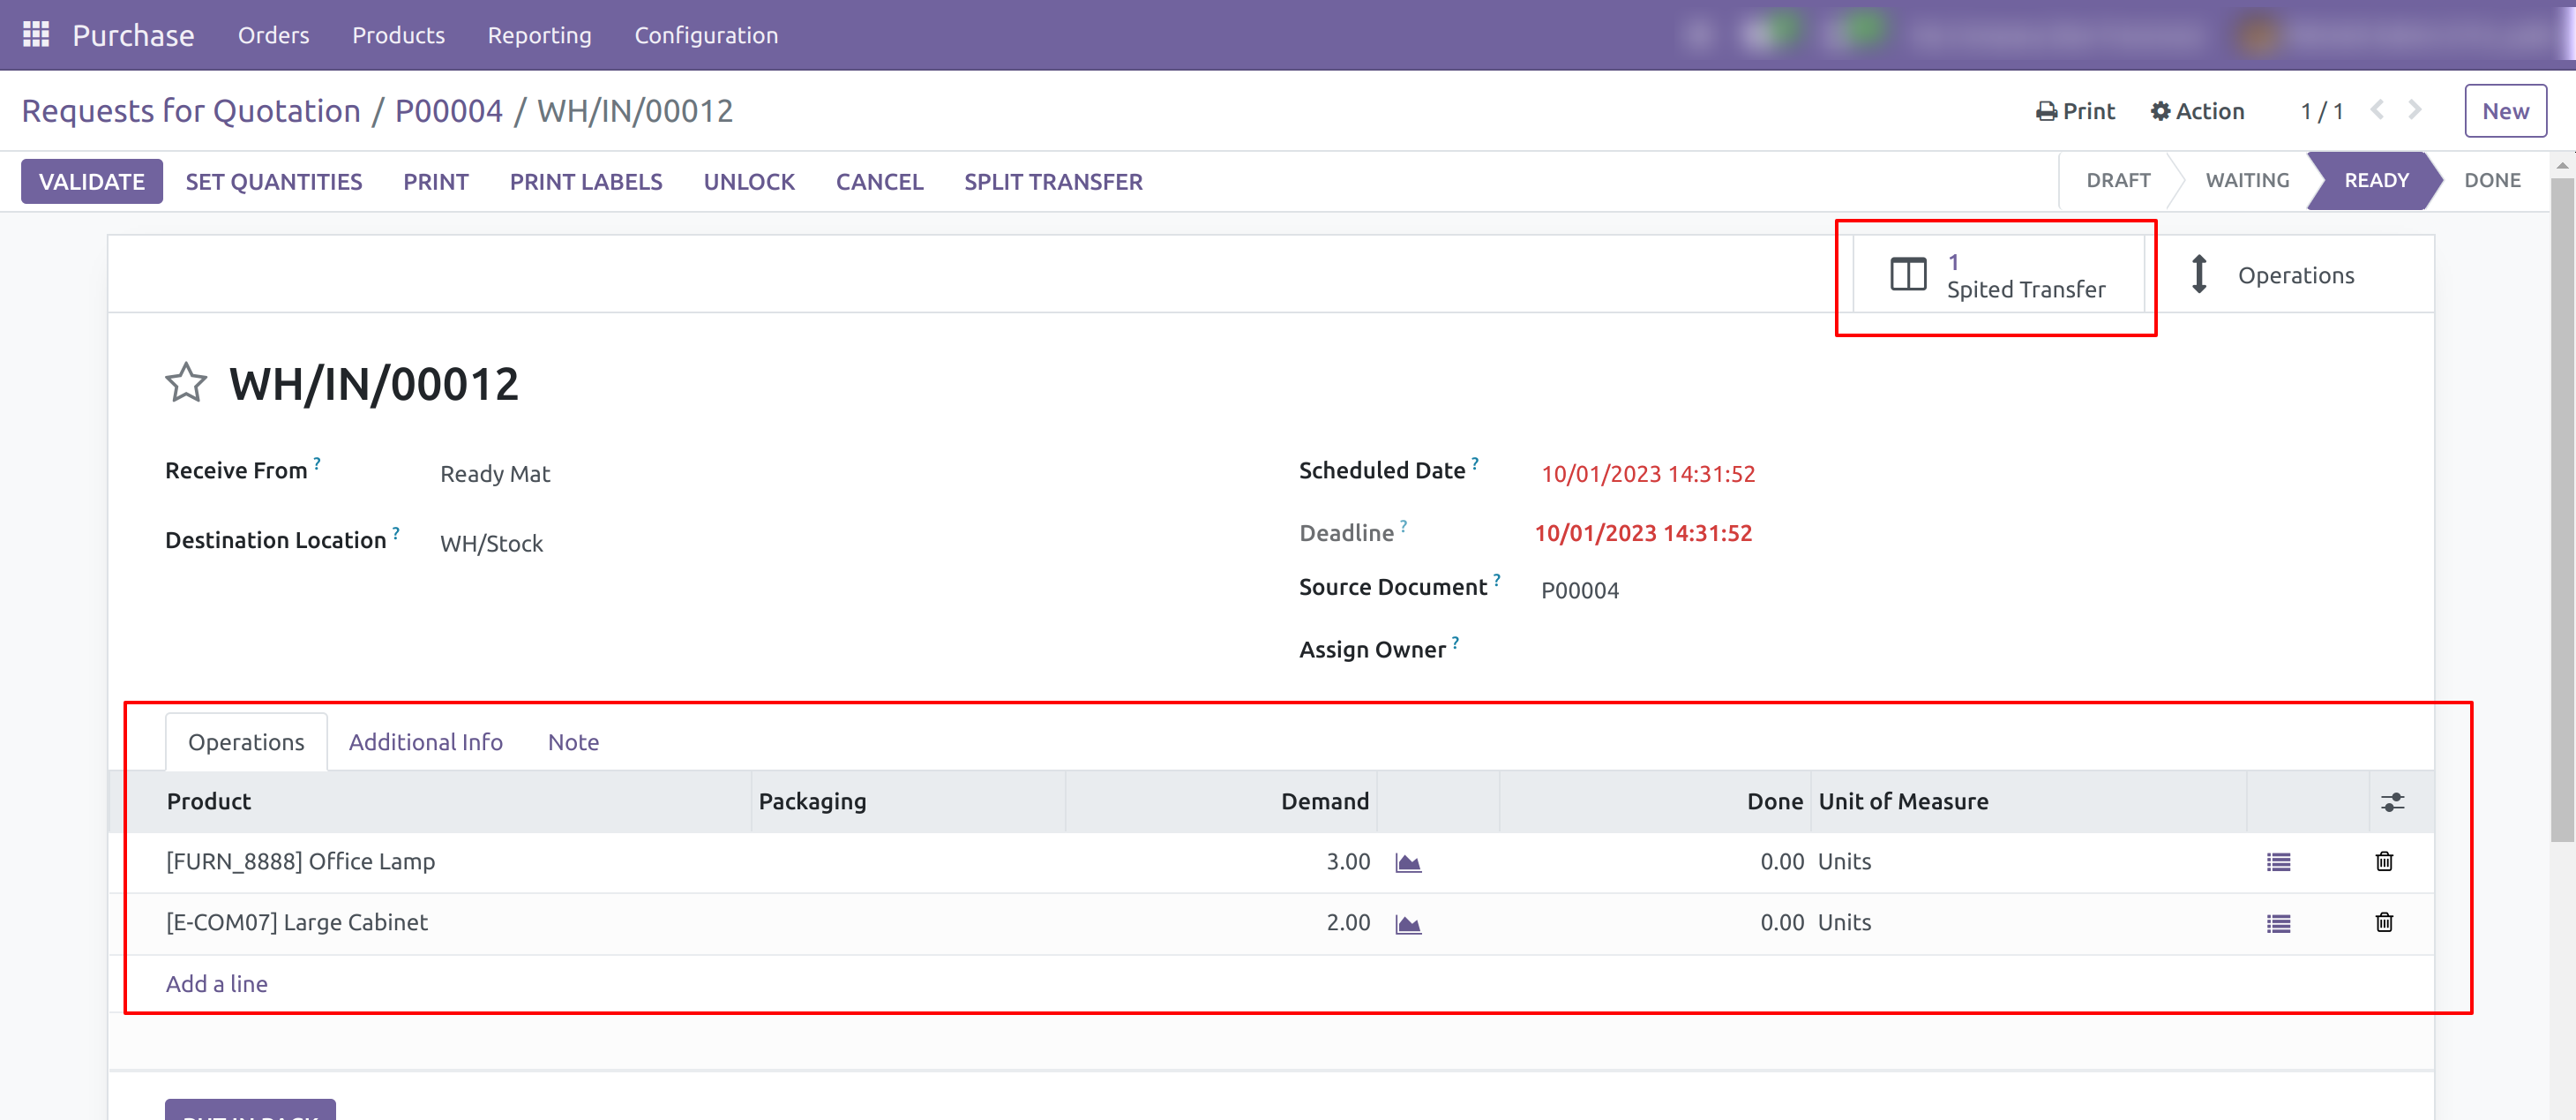 Purchase Orders Products Reporting Configuration
Requests for Quotation / P00004 / WH/IN/00012 Print Action 1 / 1 New
VALIDATE SET QUANTITIES PRINT PRINT LABELS UNLOCK CANCEL SPLIT TRANSFER DRAFT WAITING READY DONE
1
Spited Transfer Operations
WH/IN/00012
Receive From ? Ready Mat Scheduled Date ? 10/01/2023 14:31:52
Deadline ? 10/01/2023 14:31:52
Destination Location ? WH/Stock
Source Document ? P00004
Assign Owner ?
Operations Additional Info Note
Product Packaging Demand Done Unit of Measure
[FURN_8888] Office Lamp 3.00 0.00 Units
[E-COM07] Large Cabinet 2.00 0.00 Units
Add a line